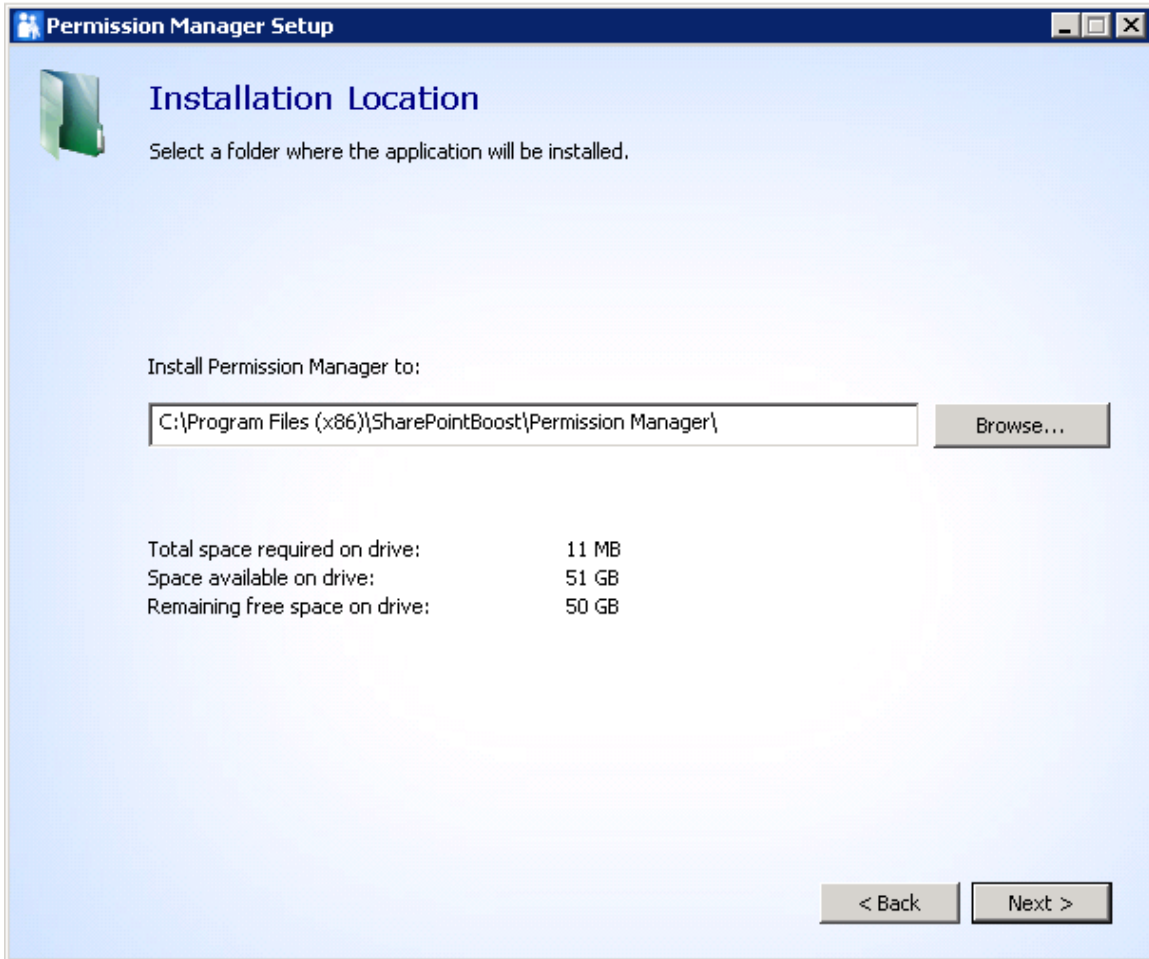 Permission Manager Setup
Installation Location
Select a folder where the application will be installed.
Install Permission Manager to:
C:\Program Files (x86)\SharePointBoost\Permission Manager\
Browse...
Total space required on drive: 11 MB
Space available on drive: 51 GB
Remaining free space on drive: 50 GB
< Back Next >